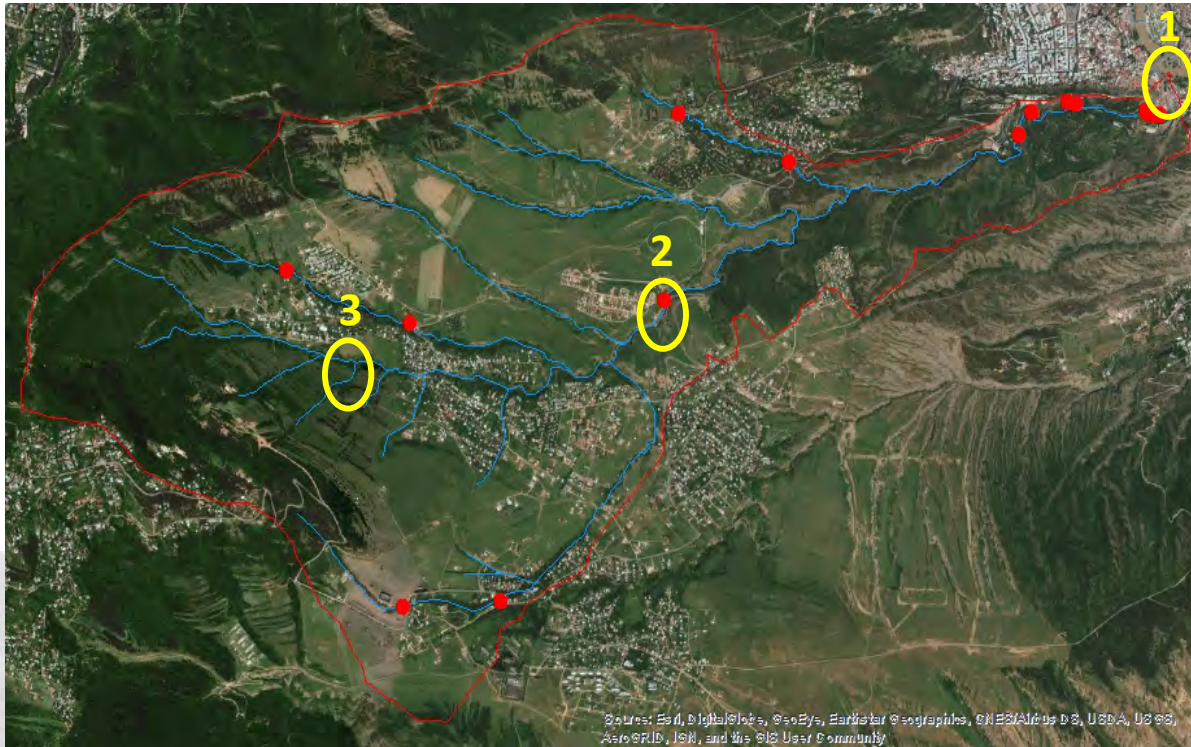 1
2
3
Source: Esri, DigitalGlobe, GeoEye, Earthstar Geographics, CNES/Airbus DS, USDA, USGS,
AeroGRID, IGN, and the GIS User Community